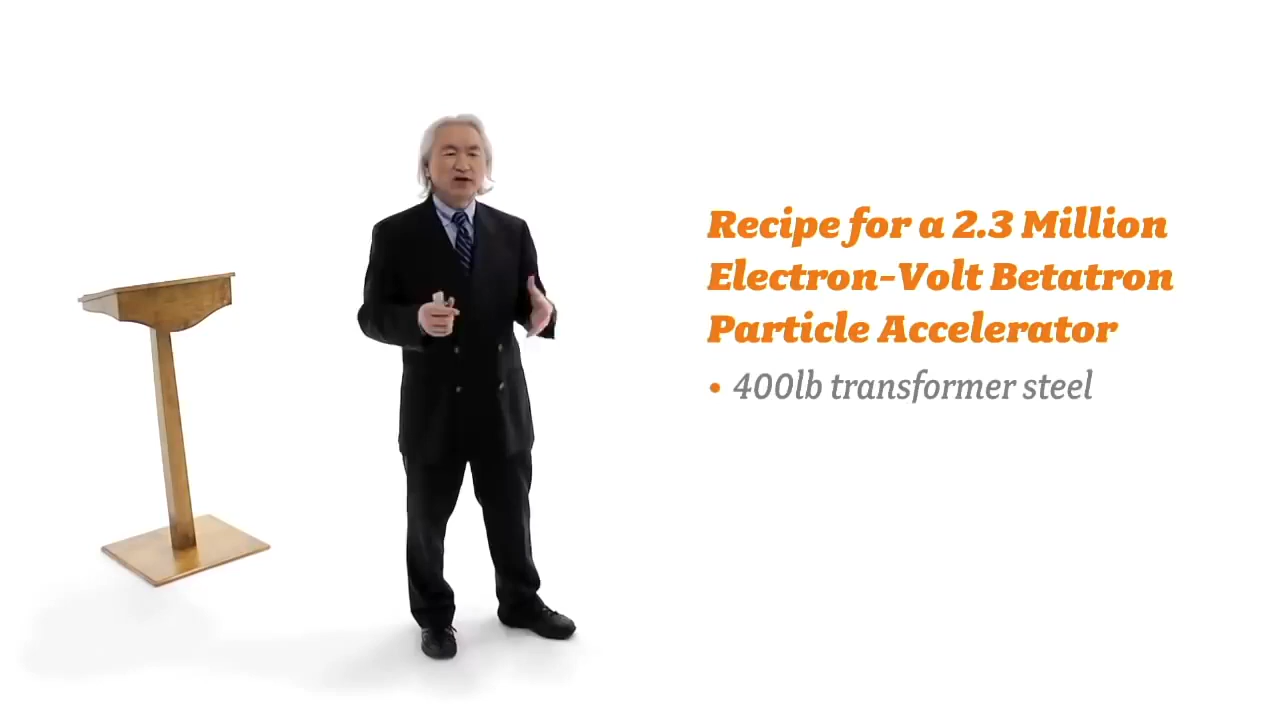 Recipe for a 2.3 Million
Electron-Volt Betatron
Particle Accelerator
• 400lb transformer steel